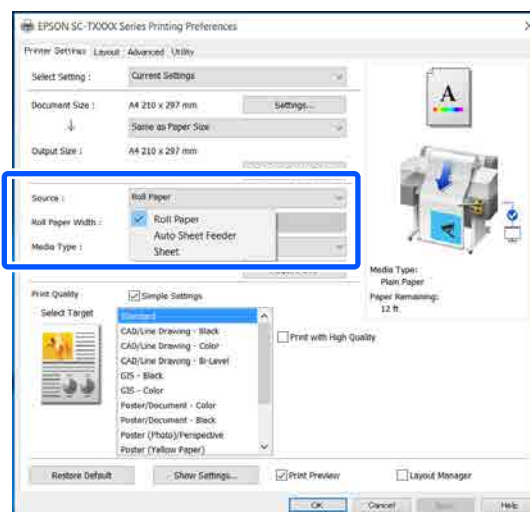 EPSON SC-TXXXX Series Printing Preferences
Printer Settings Layout Advanced Utility
Select Setting : Current Settings
Document Size : A4 210 x 297 mm Settings...
Same as Paper Size
Output Size : A4 210 x 297 mm
Source : Roll Paper
Roll Paper Width : Roll Paper
Auto Sheet Feeder
Media Type : Sheet
Media Type:
Plain Paper
Paper Remaining:
12 ft
Print Quality Simple Settings
Select Target Standard
CAD/Line Drawing - Black
CAD/Line Drawing - Color
CAD/Line Drawing - Bi-Level
GIS - Black
GIS - Color
Poster/Document - Color
Poster/Document - Black
Poster (Photo)/Perspective
Poster (Yellow Paper)
Print with High Quality
Restore Default Show Settings... Print Preview Layout Manager
OK Cancel Help
A